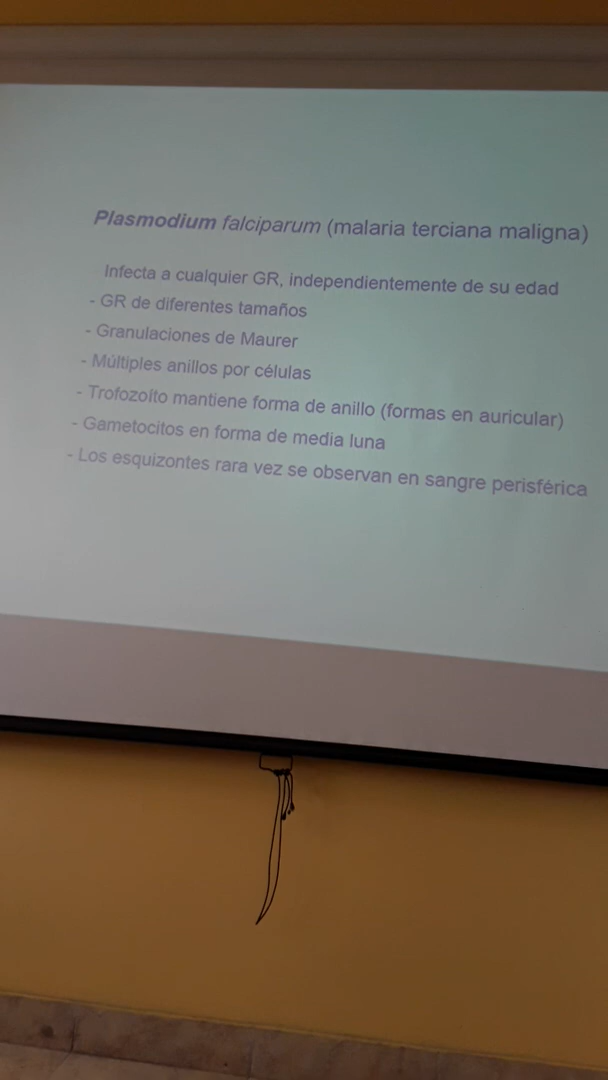 Plasmodium falciparum (malaria terciana maligna)
Infecta a cualquier GR, independientemente de su edad
- GR de diferentes tamaños
- Granulaciones de Maurer
- Múltiples anillos por células
- Trofozoíto mantiene forma de anillo (formas en auricular)
- Gametocitos en forma de media luna
- Los esquizontes rara vez se observan en sangre perisférica